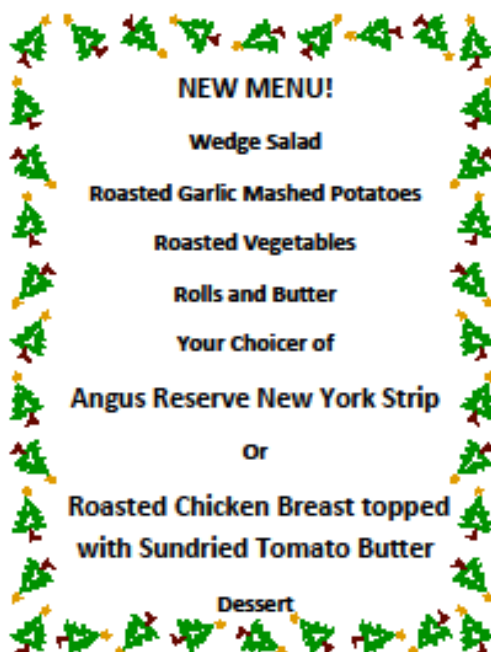 NEW MENU!
Wedge Salad
Roasted Garlic Mashed Potatoes
Roasted Vegetables
Rolls and Butter
Your Choicer of
Angus Reserve New York Strip
Or
Roasted Chicken Breast topped
with Sundried Tomato Butter
Dessert